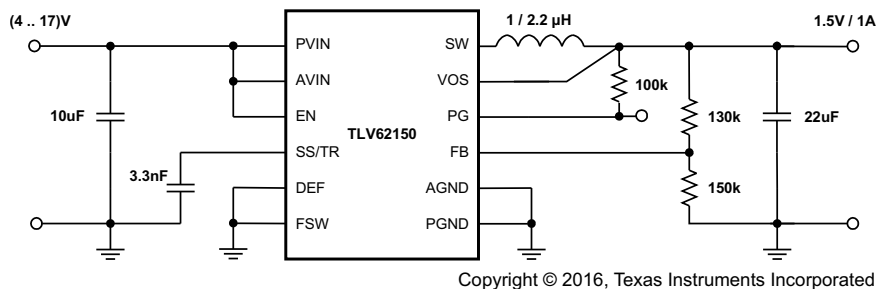 (4 .. 17)V
1 / 2.2 µH
1.5V / 1A
PVIN
SW
AVIN
VOS
100k
10uF
EN
PG
130k
22uF
TLV62150
SS/TR
FB
3.3nF
DEF
AGND
150k
FSW
PGND
Copyright © 2016, Texas Instruments Incorporated